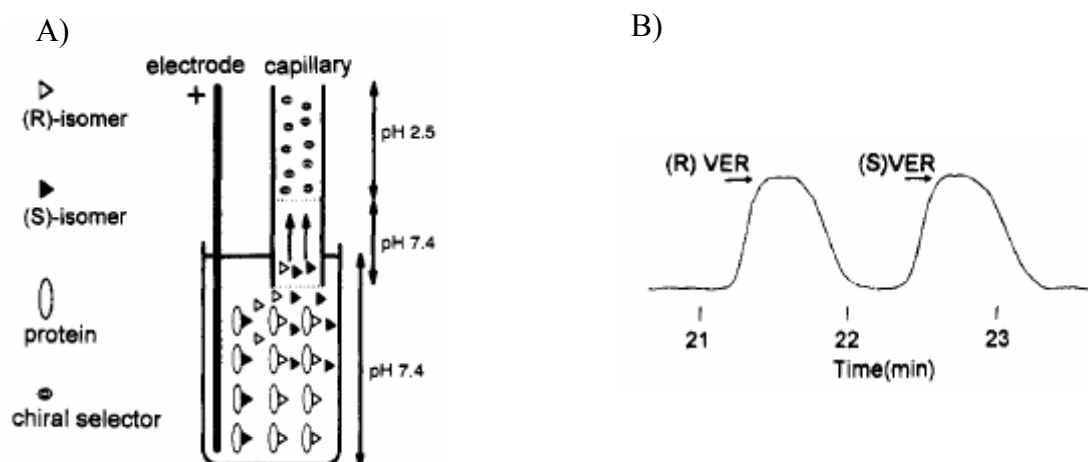 A)
electrode capillary
+
(R)-isomer
(S)-isomer
protein
chiral selector
pH 2.5
pH 7.4
pH 7.4
B)
(R) VER
(S)VER
21 22 23
Time(min)